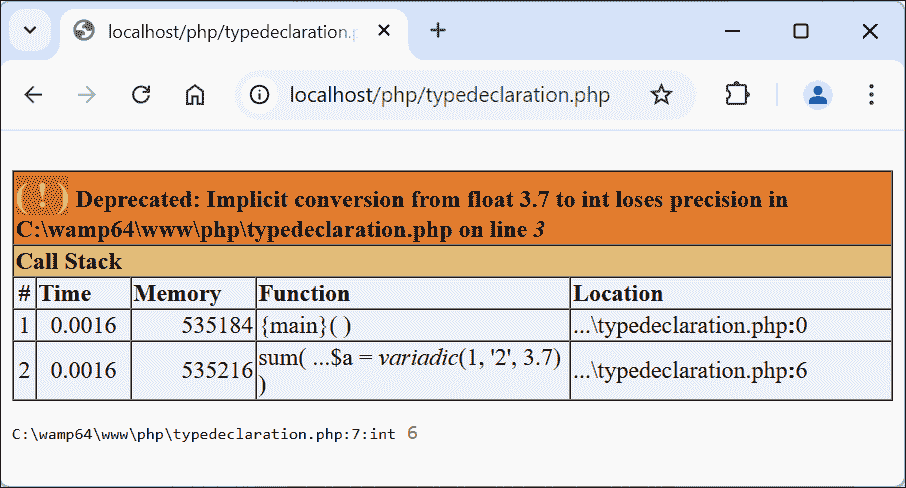 localhost/php/typedeclaration.p
localhost/php/typedeclaration.php
( ! ) Deprecated: Implicit conversion from float 3.7 to int loses precision in
C:\wamp64\www\php\typedeclaration.php on line 3
Call Stack
# Time Memory Function Location
1 0.0016 535184 {main}( ) ...\typedeclaration.php:0
2 0.0016 535216 sum( ...$a = variadic(1, '2', 3.7) ...\typedeclaration.php:6
)
C:\wamp64\www\php\typedeclaration.php:7:int 6